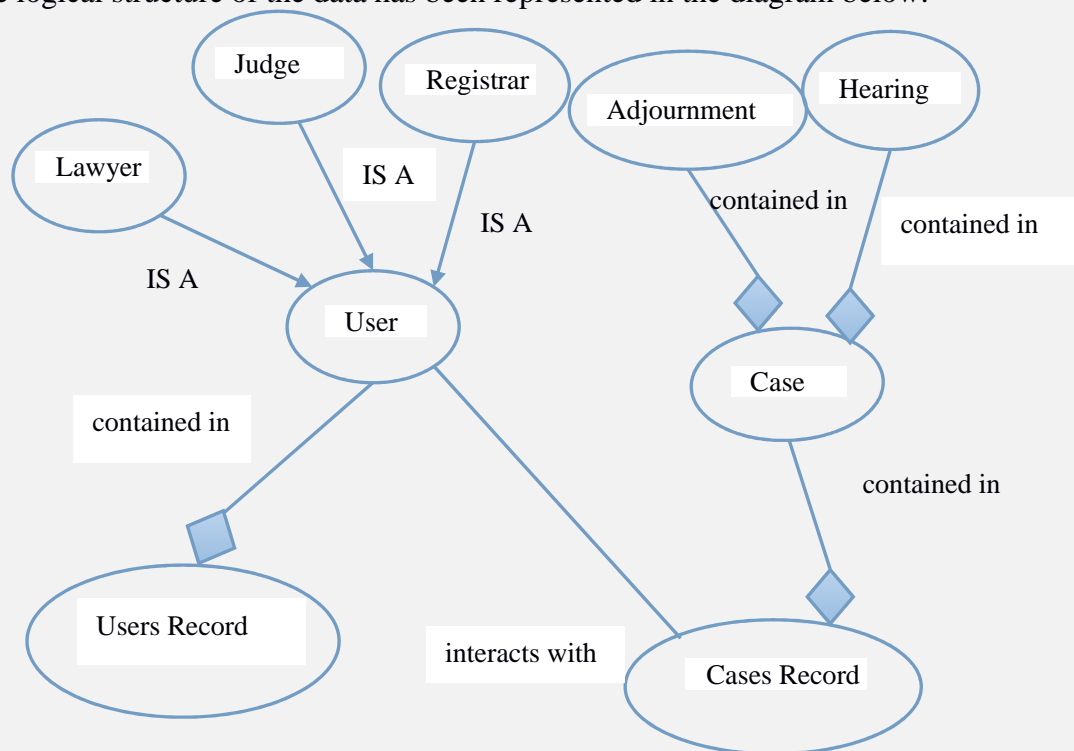 e logical structure of the data has been represented in the diagram below.
Judge
Registrar
Hearing
Adjournment
Lawyer
IS A
contained in
IS A
contained in
IS A
User
Case
contained in
contained in
Users Record
interacts with
Cases Record